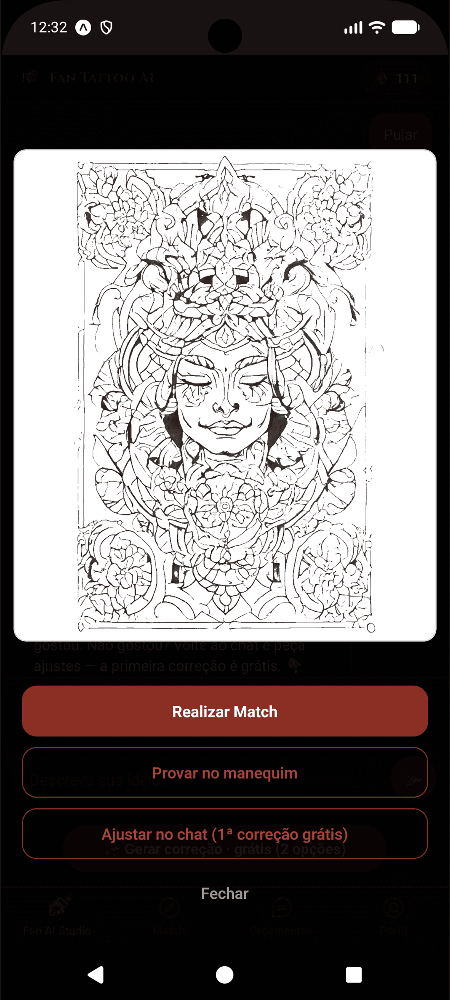 12:32
FAN TATTOO AI
111
Pular
gostou. Não gostou? Volte ao chat e peça
ajustes — a primeira correção é grátis. 👇
Realizar Match
Provar no manequim
Descreva sua ideia...
Ajustar no chat (1ª correção grátis)
✨ Gerar correção · grátis (2 opções)
Fechar
Fan AI Studio
Match
Orçamentos
Perfil